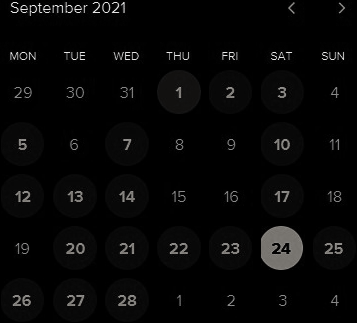 September 2021
MON TUE WED THU FRI SAT SUN
29 30 31 1 2 3 4
5 6 7 8 9 10 11
12 13 14 15 16 17 18
19 20 21 22 23 24 25
26 27 28 1 2 3 4